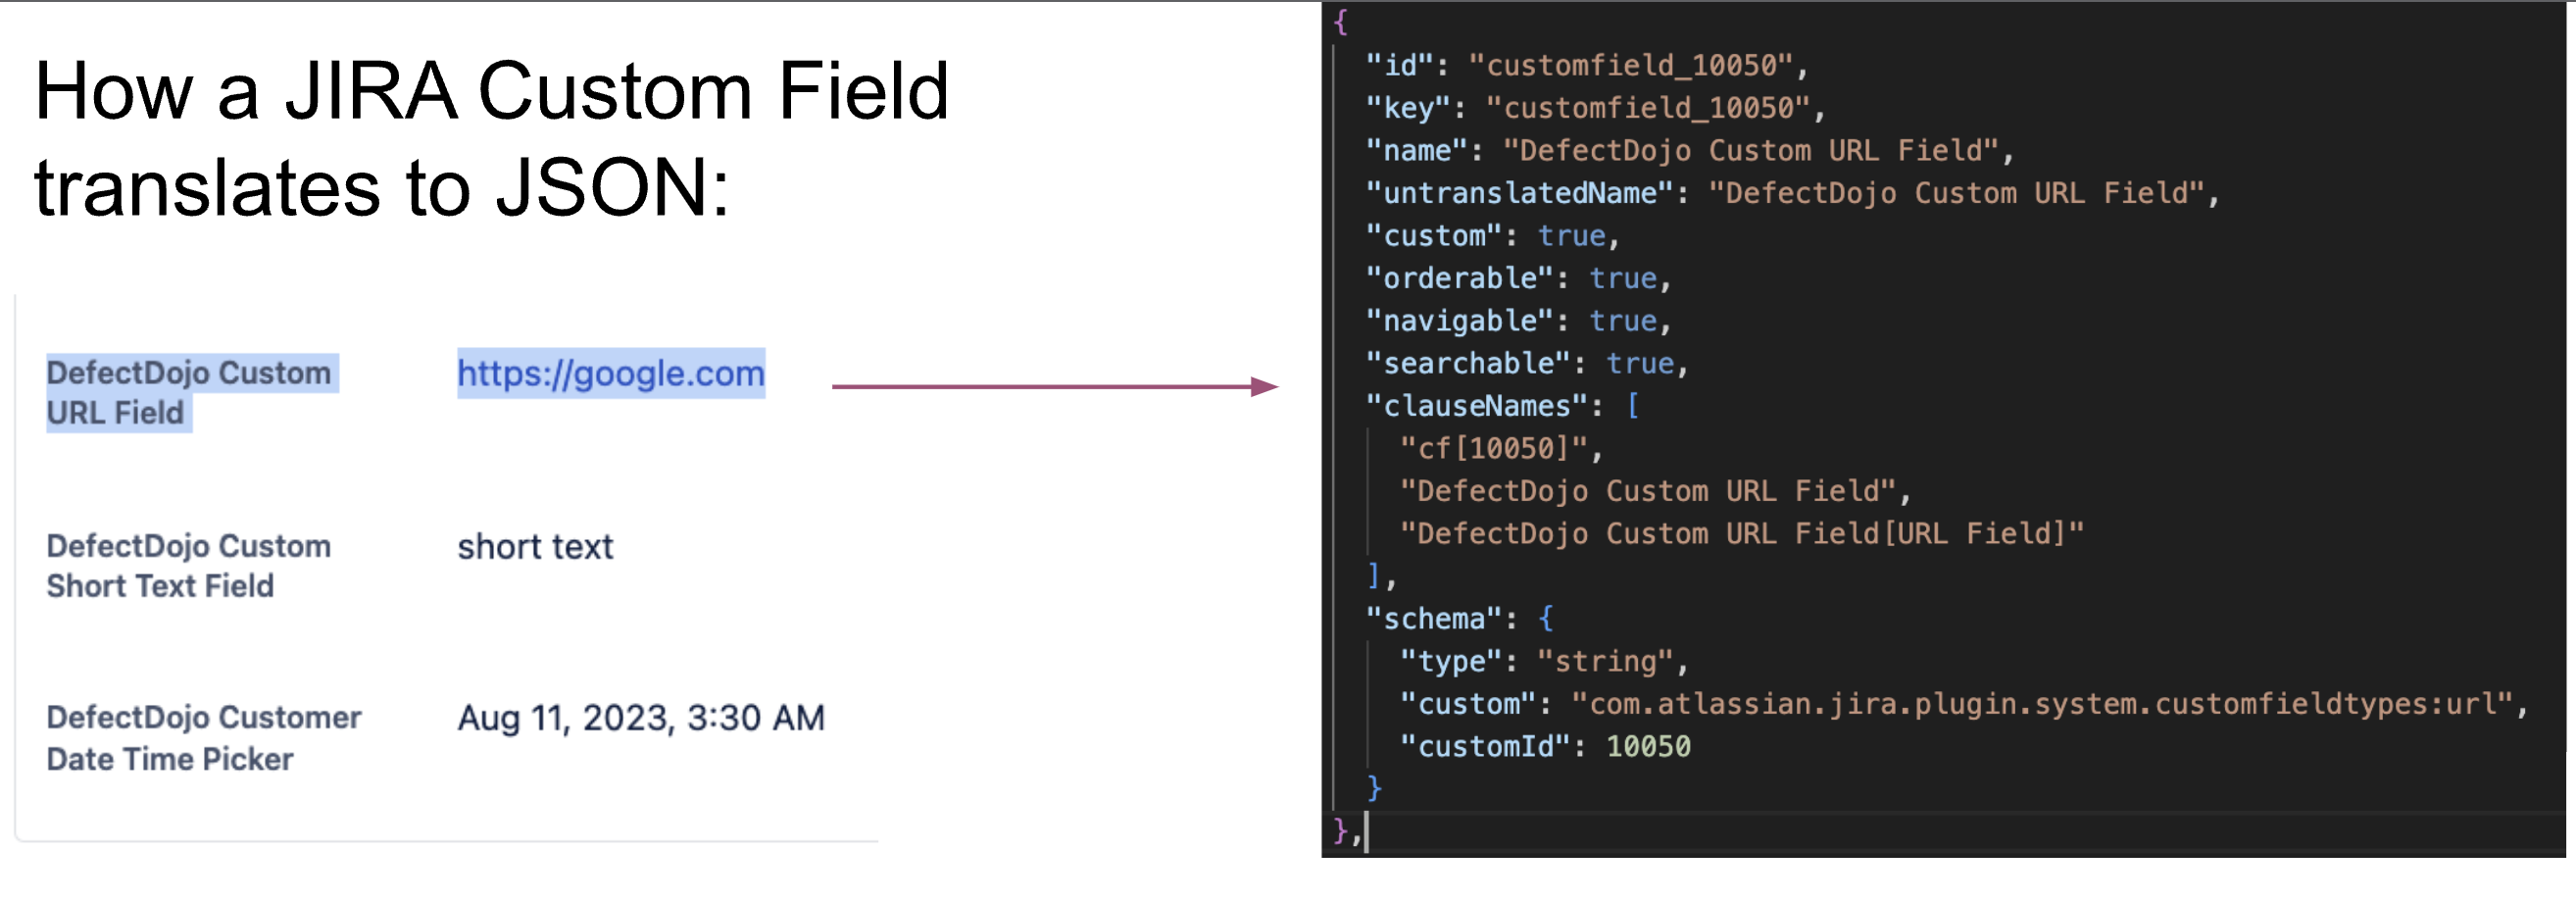 How a JIRA Custom Field
translates to JSON:
DefectDojo Custom
URL Field
https://google.com
DefectDojo Custom
Short Text Field
short text
DefectDojo Customer
Date Time Picker
Aug 11, 2023, 3:30 AM
{
"id": "customfield_10050",
"key": "customfield_10050",
"name": "DefectDojo Custom URL Field",
"untranslatedName": "DefectDojo Custom URL Field",
"custom": true,
"orderable": true,
"navigable": true,
"searchable": true,
"clauseNames": [
"cf[10050]",
"DefectDojo Custom URL Field",
"DefectDojo Custom URL Field[URL Field]"
],
"schema": {
"type": "string",
"custom": "com.atlassian.jira.plugin.system.customfieldtypes:url",
"customId": 10050
}
},